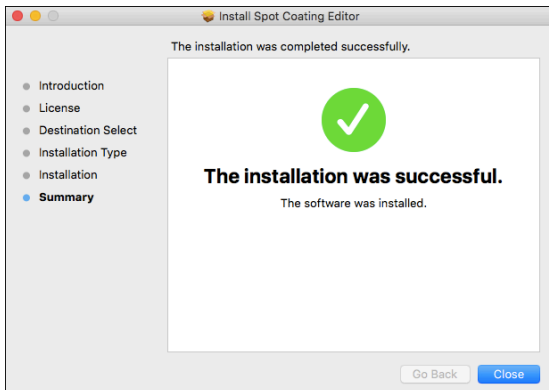 Install Spot Coating Editor
The installation was completed successfully.
Introduction
License
Destination Select
Installation Type
Installation
Summary
The installation was successful.
The software was installed.
Go Back
Close